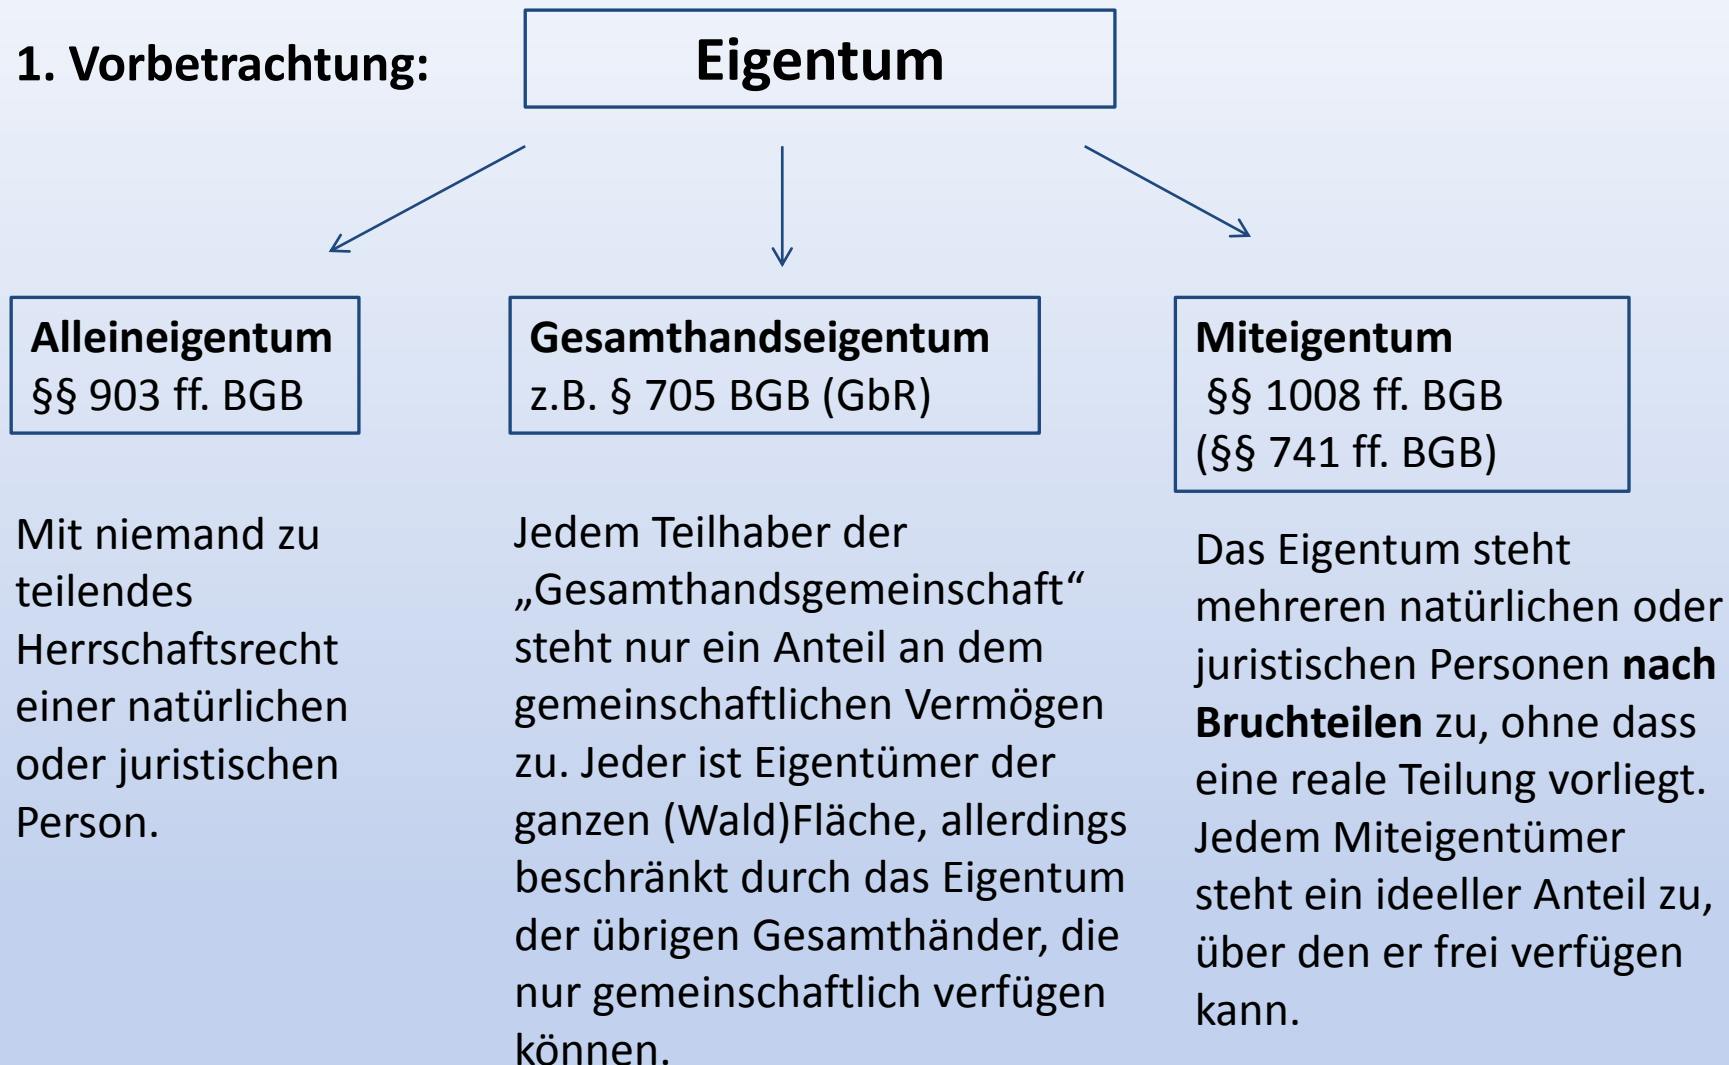 1. Vorbetrachtung:
Eigentum
Alleineigentum
§§ 903 ff. BGB
Mit niemand zu
teilendes
Herrschaftsrecht
einer natürlichen
oder juristischen
Person.
Gesamthandseigentum
z.B. § 705 BGB (GbR)
Jedem Teilhaber der
„Gesamthandsgemeinschaft“
steht nur ein Anteil an dem
gemeinschaftlichen Vermögen
zu. Jeder ist Eigentümer der
ganzen (Wald)Fläche, allerdings
beschränkt durch das Eigentum
der übrigen Gesamthänder, die
nur gemeinschaftlich verfügen
können.
Miteigentum
§§ 1008 ff. BGB
(§§ 741 ff. BGB)
Das Eigentum steht
mehreren natürlichen oder
juristischen Personen nach
Bruchteilen zu, ohne dass
eine reale Teilung vorliegt.
Jedem Miteigentümer
steht ein ideeller Anteil zu,
über den er frei verfügen
kann.